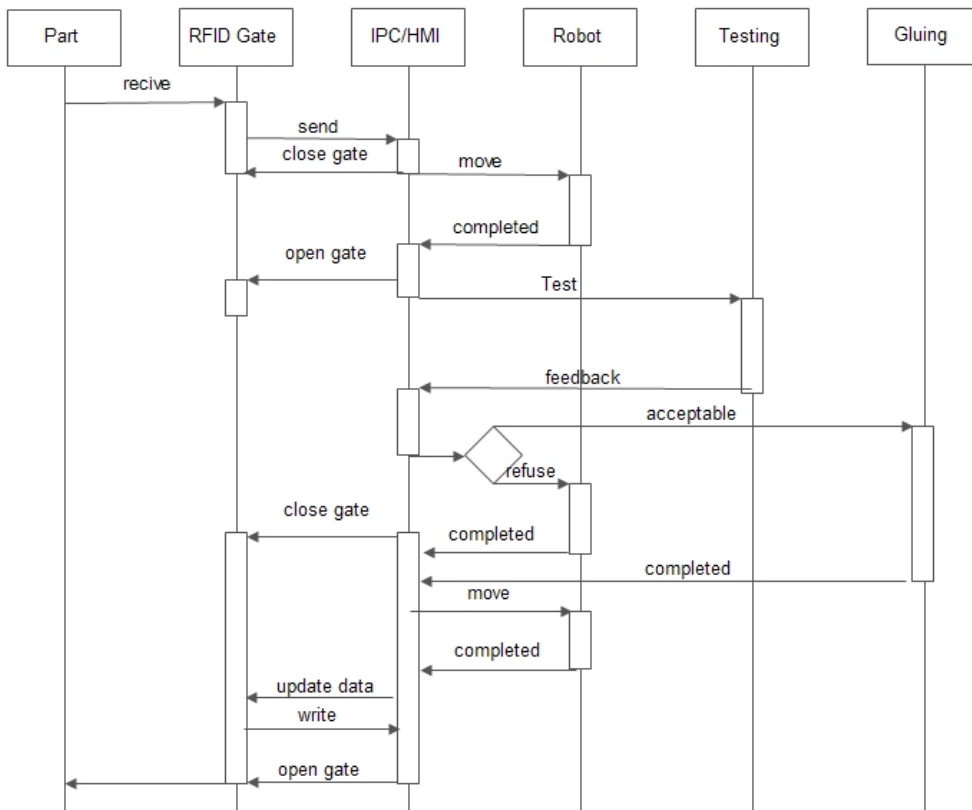 Part
RFID Gate
IPC/HMI
Robot
Testing
Gluing
recive
send
close gate
move
completed
open gate
Test
feedback
acceptable
refuse
close gate
completed
completed
move
completed
update data
write
open gate